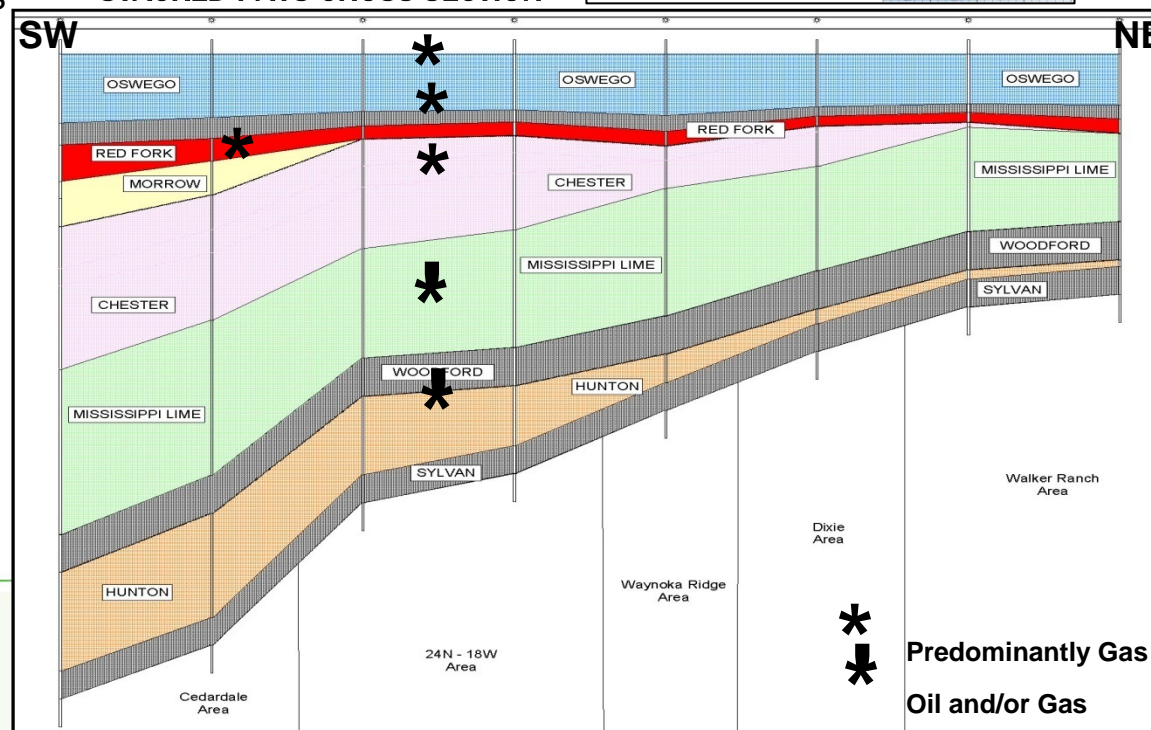 SW
NE
OSWEGO
OSWEGO
OSWEGO
RED FORK
RED FORK
MORROW
CHESTER
MISSISSIPPI LIME
CHESTER
WOODFORD
MISSISSIPPI LIME
SYLVAN
CHESTER
WOODFORD
HUNTON
MISSISSIPPI LIME
SYLVAN
Walker Ranch
Area
Dixie
Area
HUNTON
Waynoka Ridge
Area
24N - 18W
Area
Predominantly Gas
Cedardale
Area
Oil and/or Gas